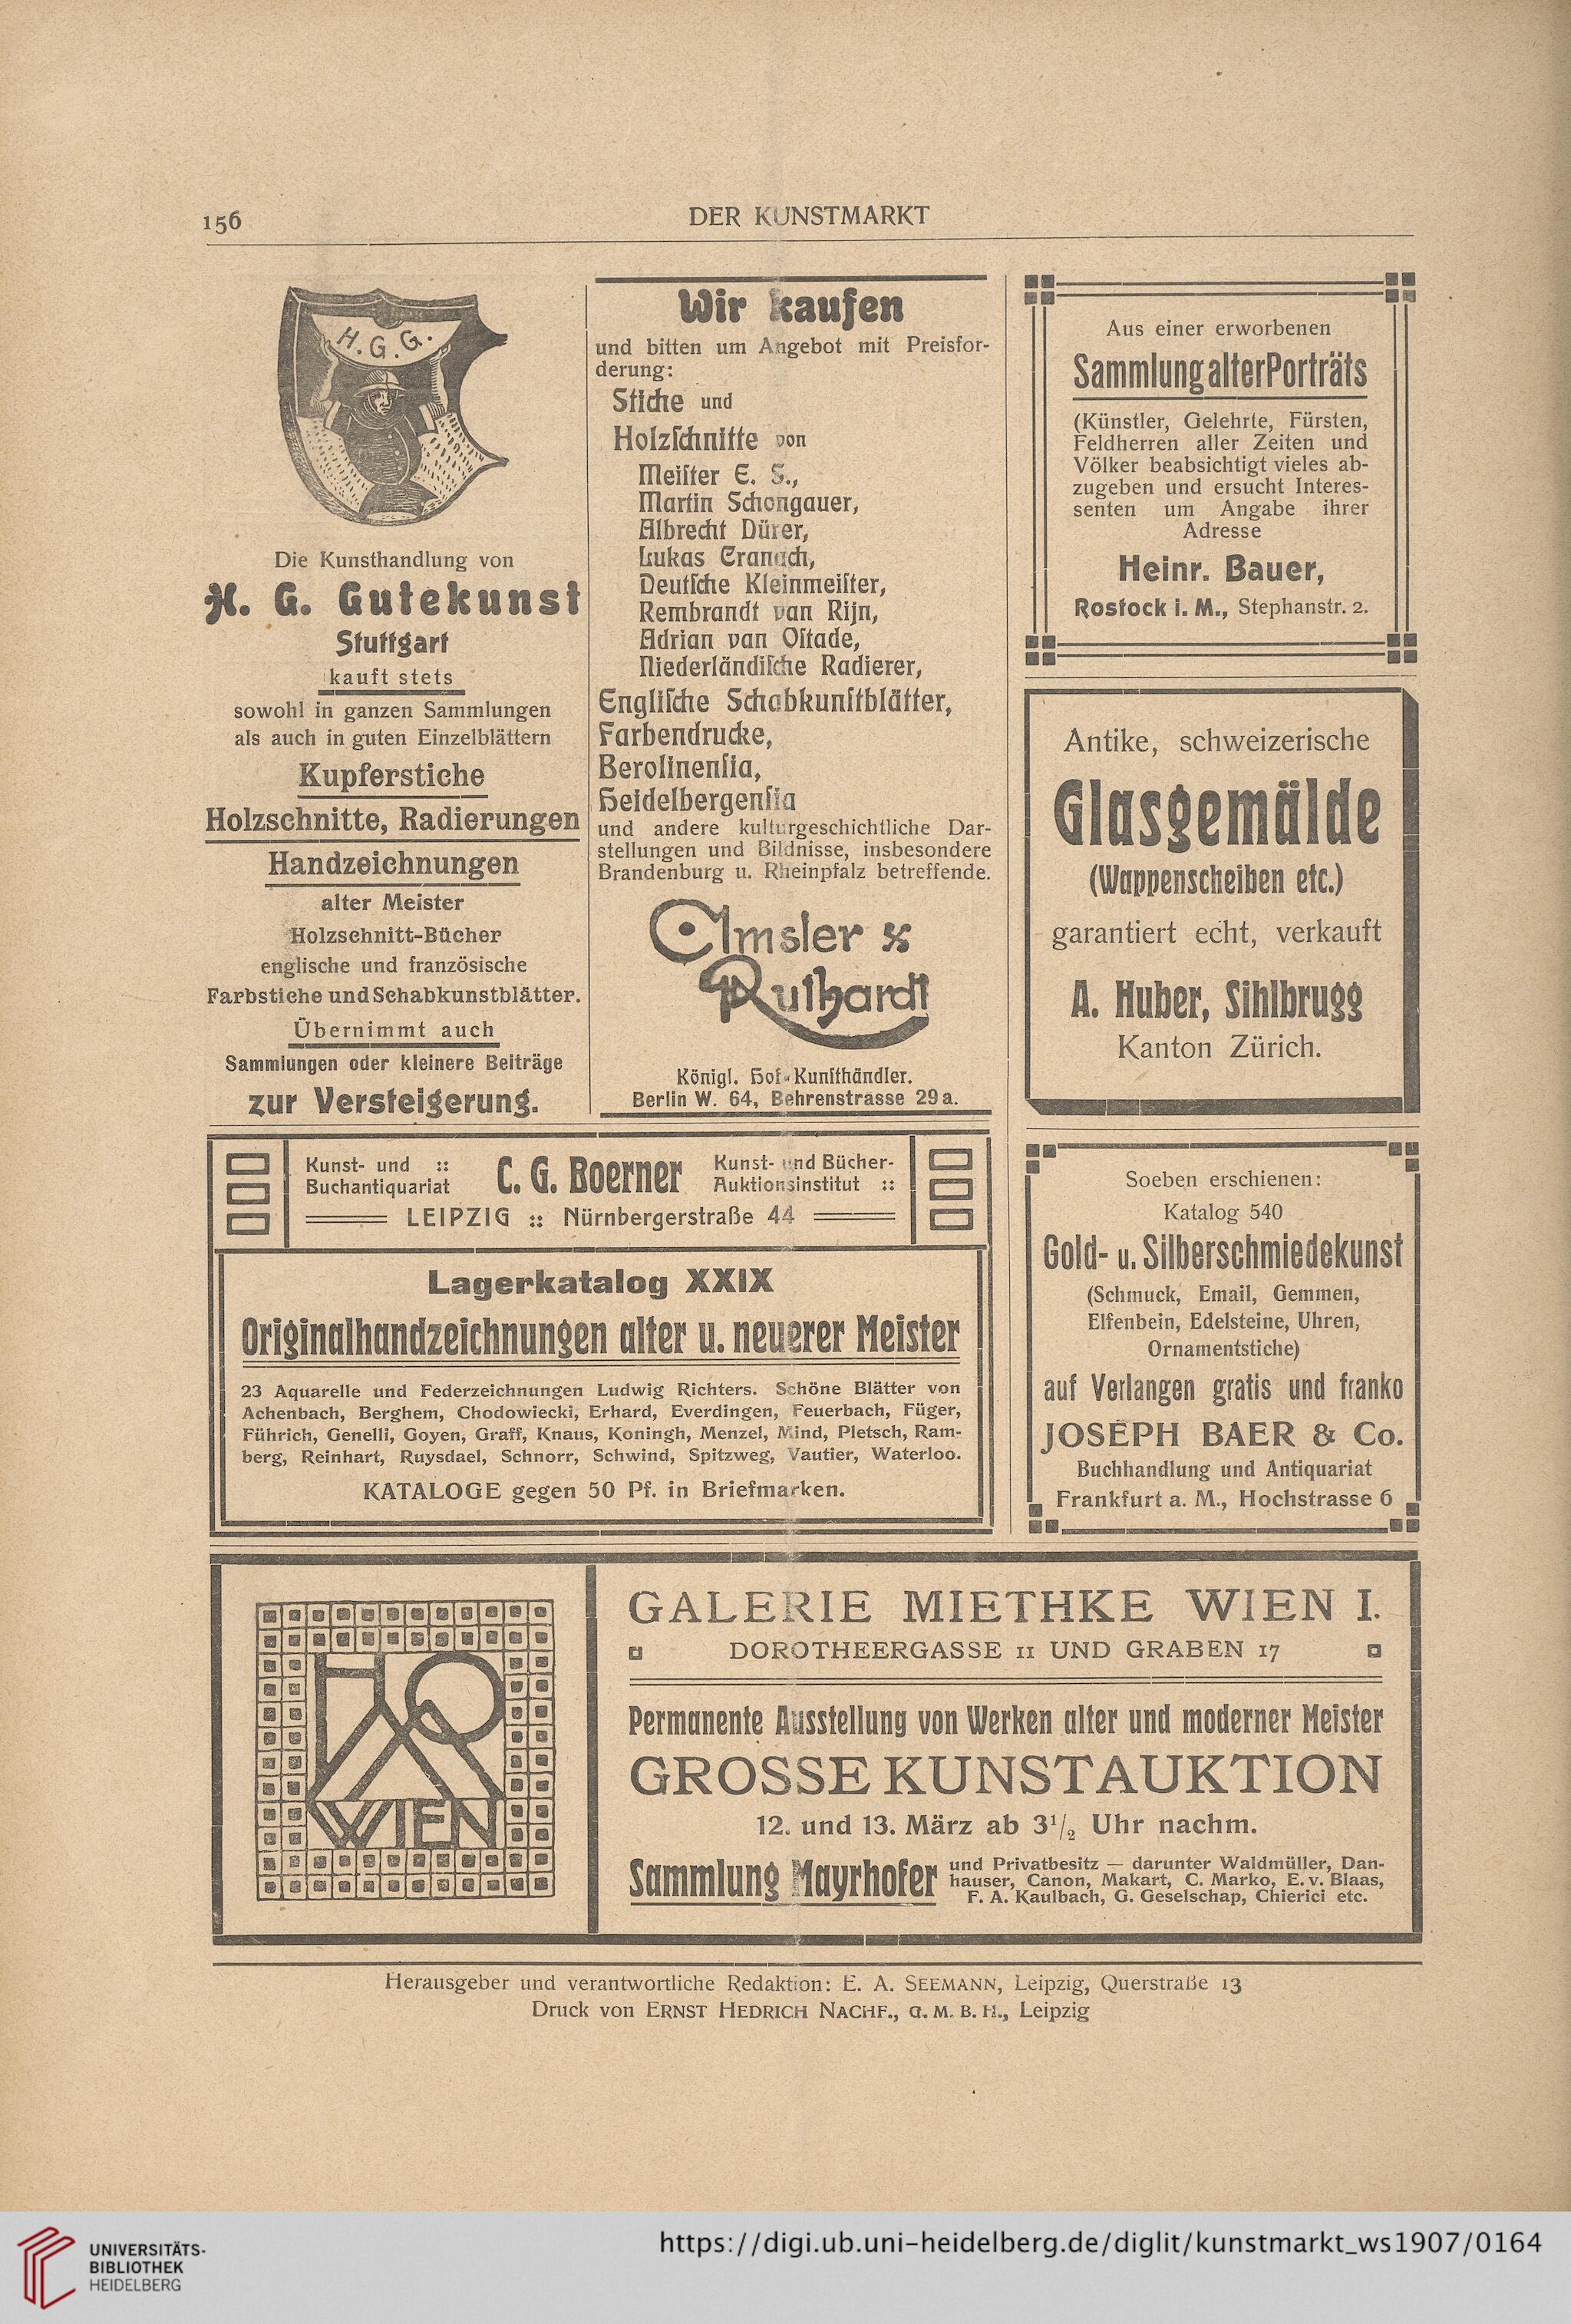 156
DER KUNSTMARKT
H. G. G.
Die Kunsthandlung von
H. G. Gutekunst
Stuttgart
kauft stets
sowohl in ganzen Sammlungen
als auch in guten Einzelblättern
Kupferstiche
Holzschnitte, Radierungen
Handzeichnungen
alter Meister
Holzschnitt-Bücher
englische und französische
Farbstiche und Schabkunstblätter.
Übernimmt auch
Sammlungen oder kleinere Beiträge
zur Versteigerung.
Wir kaufen
und bitten um Angebot mit Preisfor-
derung:
Stiche und
Holzſchnitte von
Meiſter E. S.,
Martin Schongauer,
Albrecht Dürer,
Lukas Cranach,
Deutſche Kleinmeiſter,
Rembrandt van Rijn,
Adrian van Oſtade,
Niederländiſche Radierer,
Engliſche Schabkunſtblätter,
Farbendrucke,
Berolinenſia,
Heidelbergenſia
und andere kulturgeschichtliche Dar-
stellungen und Bildnisse, insbesondere
Brandenburg u. Rheinpfalz betreffende.
Amsler &
Ruthardt
Königl. Hof-Kunſthändler.
Berlin W. 64, Behrenstrasse 29a.
Aus einer erworbenen
Sammlung alter Porträts
(Künstler, Gelehrte, Fürsten,
Feldherren aller Zeiten und
Völker beabsichtigt vieles ab-
zugeben und ersucht Interes-
senten um Angabe ihrer
Adresse
Heinr. Bauer,
Rostock i. M., Stephanstr. 2.
Antike, schweizerische
Glasgemälde
(Wappenscheiben etc.)
garantiert echt, verkauft
A. Huber, Sihlbrugg
Kanton Zürich.
Kunst- und ::
Buchantiquariat
C. G. Boerner
Kunst- und Bücher-
Auktionsinstitut ::
LEIPZIG :: Nürnbergerstraße 44
Lagerkatalog XXIX
Originalhandzeichnungen alter u. neuerer Meister
23 Aquarelle und Federzeichnungen Ludwig Richters. Schöne Blätter von
Achenbach, Berghem, Chodowiecki, Erhard, Everdingen, Feuerbach, Füger,
Führich, Genelli, Goyen, Graff, Knaus, Koningh, Menzel, Mind, Pletsch, Ram-
berg, Reinhart, Ruysdael, Schnorr, Schwind, Spitzweg, Vautier, Waterloo.
KATALOGE gegen 50 Pf. in Briefmarken.
Soeben erschienen:
Katalog 540
Gold- u. Silberschmiedekunst
(Schmuck, Email, Gemmen,
Elfenbein, Edelsteine, Uhren,
Ornamentstiche)
auf Verlangen gratis und franko
JOSEPH BAER & Co.
Buchhandlung und Antiquariat
Frankfurt a. M., Hochstrasse 6
WIEN
GALERIE MIETHKE WIEN I.
DOROTHEERGASSE 11 UND GRABEN 17
Permanente Ausstellung von Werken alter und moderner Meister
GROSSE KUNSTAUKTION
12. und 13. März ab 3½ Uhr nachm.
Sammlung Mayrhofer
und Privatbesitz — darunter Waldmüller, Dan-
hauser, Canon, Makart, C. Marko, E. v. Blaas,
F. A. Kaulbach, G. Geselschap, Chierici etc.
Herausgeber und verantwortliche Redaktion: E. A. SEEMANN, Leipzig, Querstraße 13
Druck von ERNST HEDRICH NACHF., G. M. B. H., Leipzig
UNIVERSITÄTS-
BIBLIOTHEK
HEIDELBERG
https://digi.ub.uni-heidelberg.de/diglit/kunstmarkt_ws1907/0164